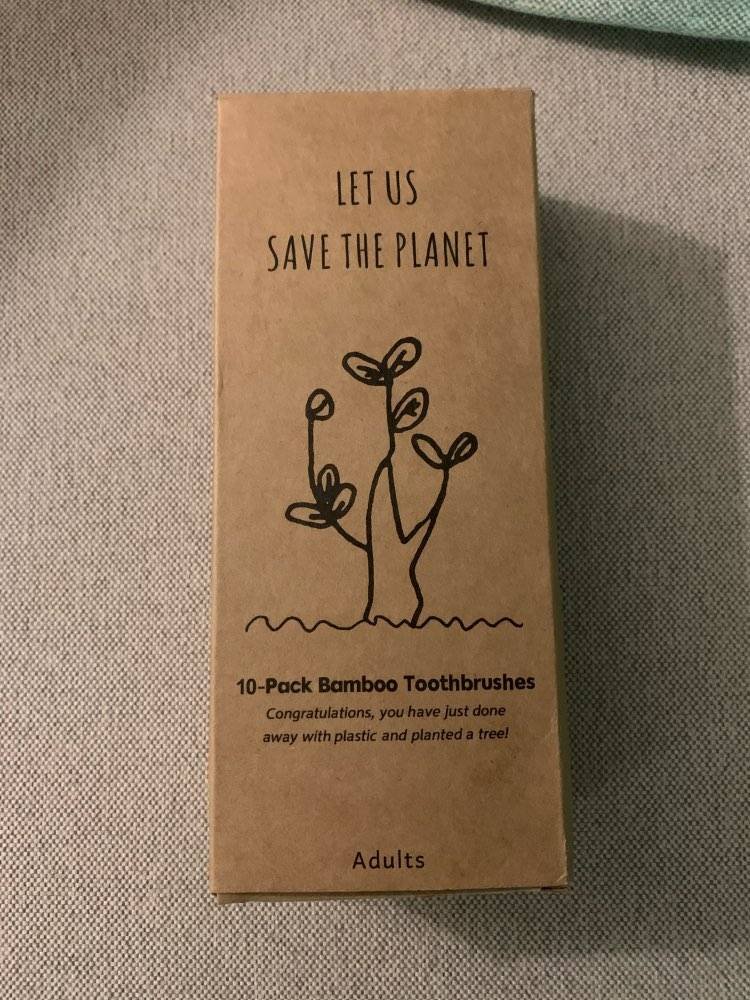 LET US
SAVE THE PLANET
10-Pack Bamboo Toothbrushes
Congratulations, you have just done
away with plastic and planted a tree!
Adults